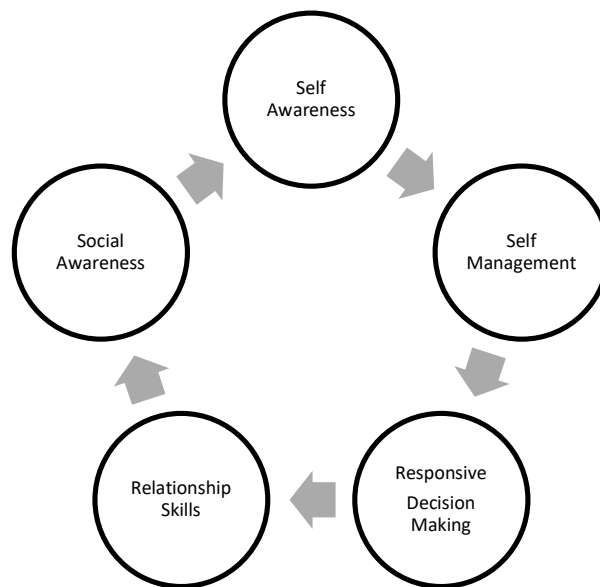 Self
Awareness
Self
Management
Responsive
Decision
Making
Relationship
Skills
Social
Awareness